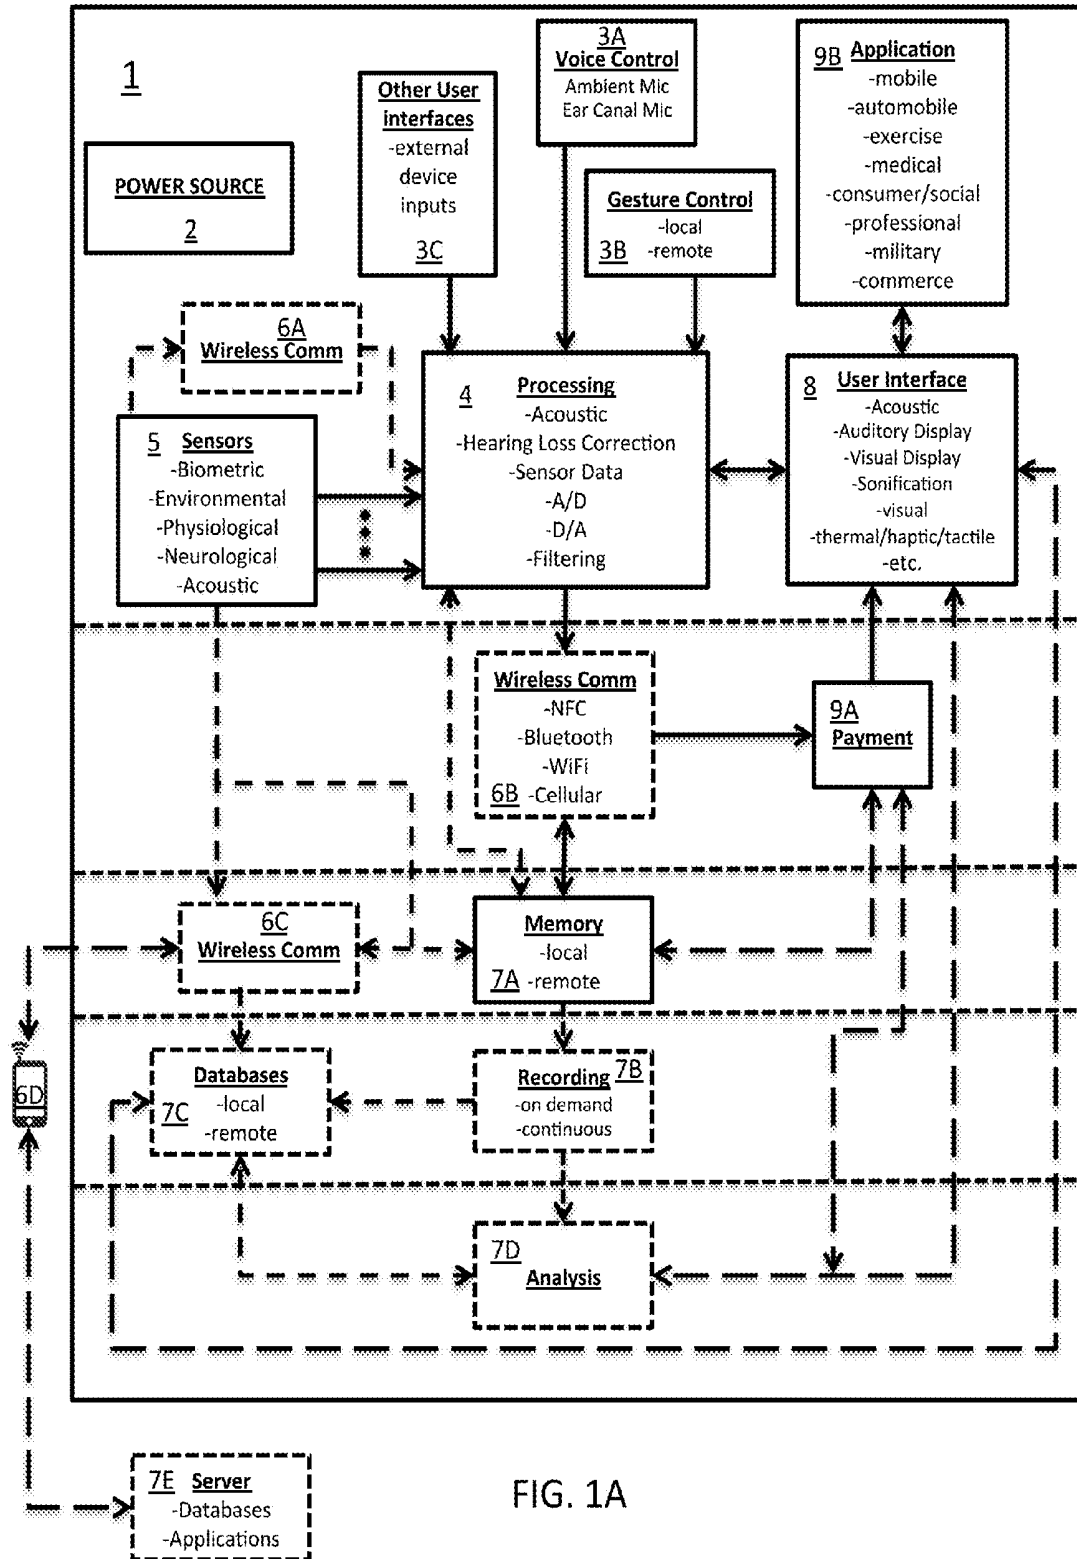 1
POWER SOURCE
2
Other User
interfaces
-external
device
inputs
3C
3A
Voice Control
Ambient Mic
Ear Canal Mic
Gesture Control
-local
3B -remote
9B Application
-mobile
-automobile
-exercise
-medical
-consumer/social
-professional
-military
-commerce
6A
Wireless Comm
5 Sensors
-Biometric
-Environmental
-Physiological
-Neurological
-Acoustic
4 Processing
-Acoustic
-Hearing Loss Correction
-Sensor Data
-A/D
-D/A
-Filtering
8 User Interface
-Acoustic
-Auditory Display
-Visual Display
-Sonification
-visual
-thermal/haptic/tactile
-etc.
Wireless Comm
-NFC
-Bluetooth
-WiFi
6B -Cellular
9A
Payment
6C
Wireless Comm
Memory
-local
7A -remote
6D
Databases
-local
7C -remote
Recording 7B
-on demand
-continuous
7D
Analysis
7E Server
-Databases
-Applications
FIG. 1A